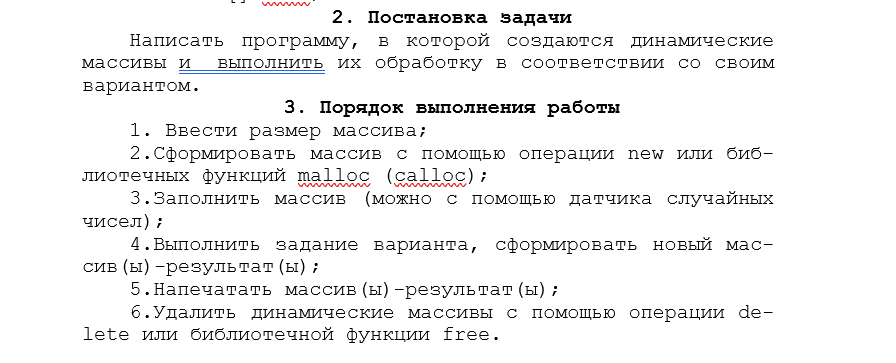 2. Постановка задачи
Написать программу, в которой создаются динамические
массивы и выполнить их обработку в соответствии со своим
вариантом.
3. Порядок выполнения работы
1. Ввести размер массива;
2.Сформировать массив с помощью операции new или биб-
лиотечных функций malloc (calloc);
3.Заполнить массив (можно с помощью датчика случайных
чисел);
4.Выполнить задание варианта, сформировать новый мас-
сив(ы)-результат(ы);
5.Напечатать массив(ы)-результат(ы);
6.Удалить динамические массивы с помощью операции de-
lete или библиотечной функции free.